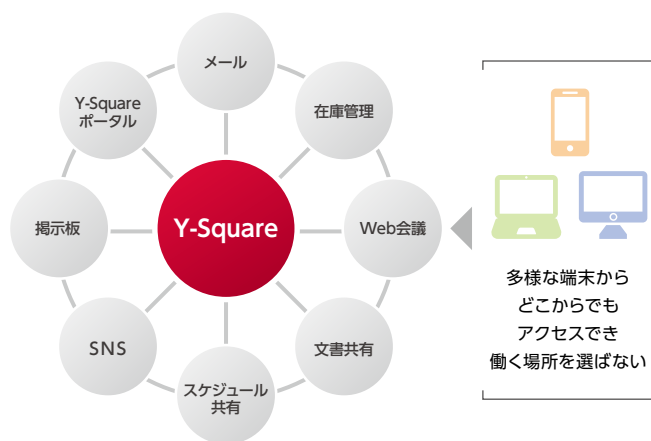 メール
在庫管理
Web会議
文書共有
スケジュール
共有
SNS
掲示板
Y-Square
ポータル
Y-Square
多様な端末から
どこからでも
アクセスでき
働く場所を選ばない